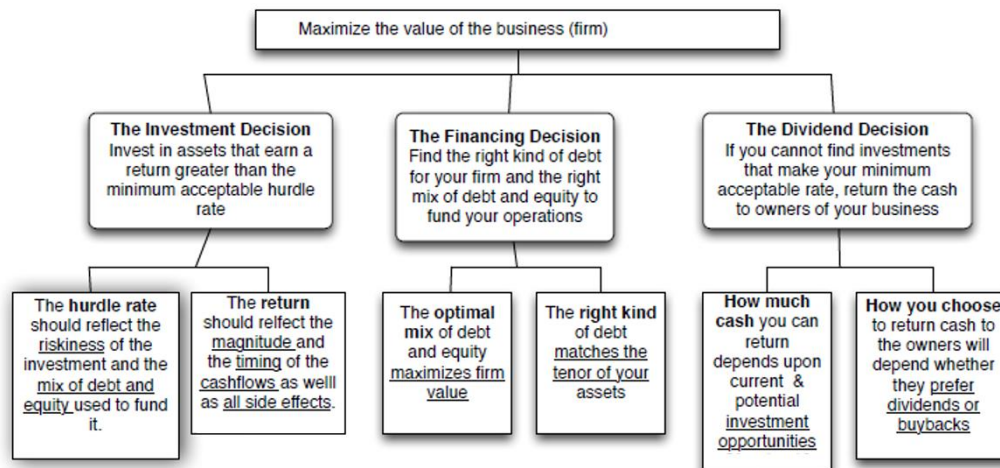 Maximize the value of the business (firm)
The Investment Decision
Invest in assets that earn a
return greater than the
minimum acceptable hurdle
rate
The Financing Decision
Find the right kind of debt
for your firm and the right
mix of debt and equity to
fund your operations
The Dividend Decision
If you cannot find investments
that make your minimum
acceptable rate, return the cash
to owners of your business
The hurdle rate
should reflect the
riskiness of the
investment and the
mix of debt and
equity used to fund
it.
The return
should relfect the
magnitude and
the timing of the
cashflows as welll
as all side effects.
The optimal
mix of debt
and equity
maximizes firm
value
The right kind
of debt
matches the
tenor of your
assets
How much
cash you can
return
depends upon
current &
potential
investment
opportunities
How you choose
to return cash to
the owners will
depend whether
they prefer
dividends or
buybacks